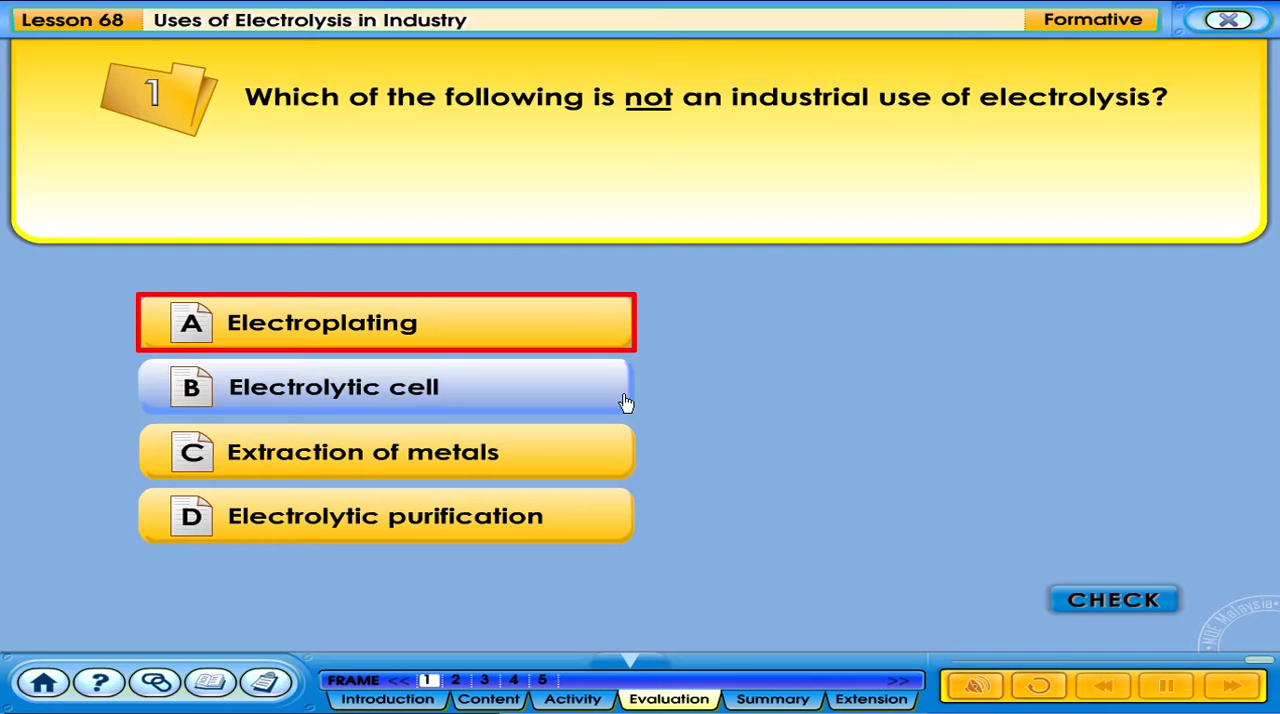 Lesson 68 Uses of Electrolysis in Industry Formative
1 Which of the following is not an industrial use of electrolysis?
A Electroplating
B Electrolytic cell
C Extraction of metals
D Electrolytic purification
CHECK
MOE Malaysia
? FRAME << 1 2 3 4 5 >>
Introduction Content Activity Evaluation Summary Extension